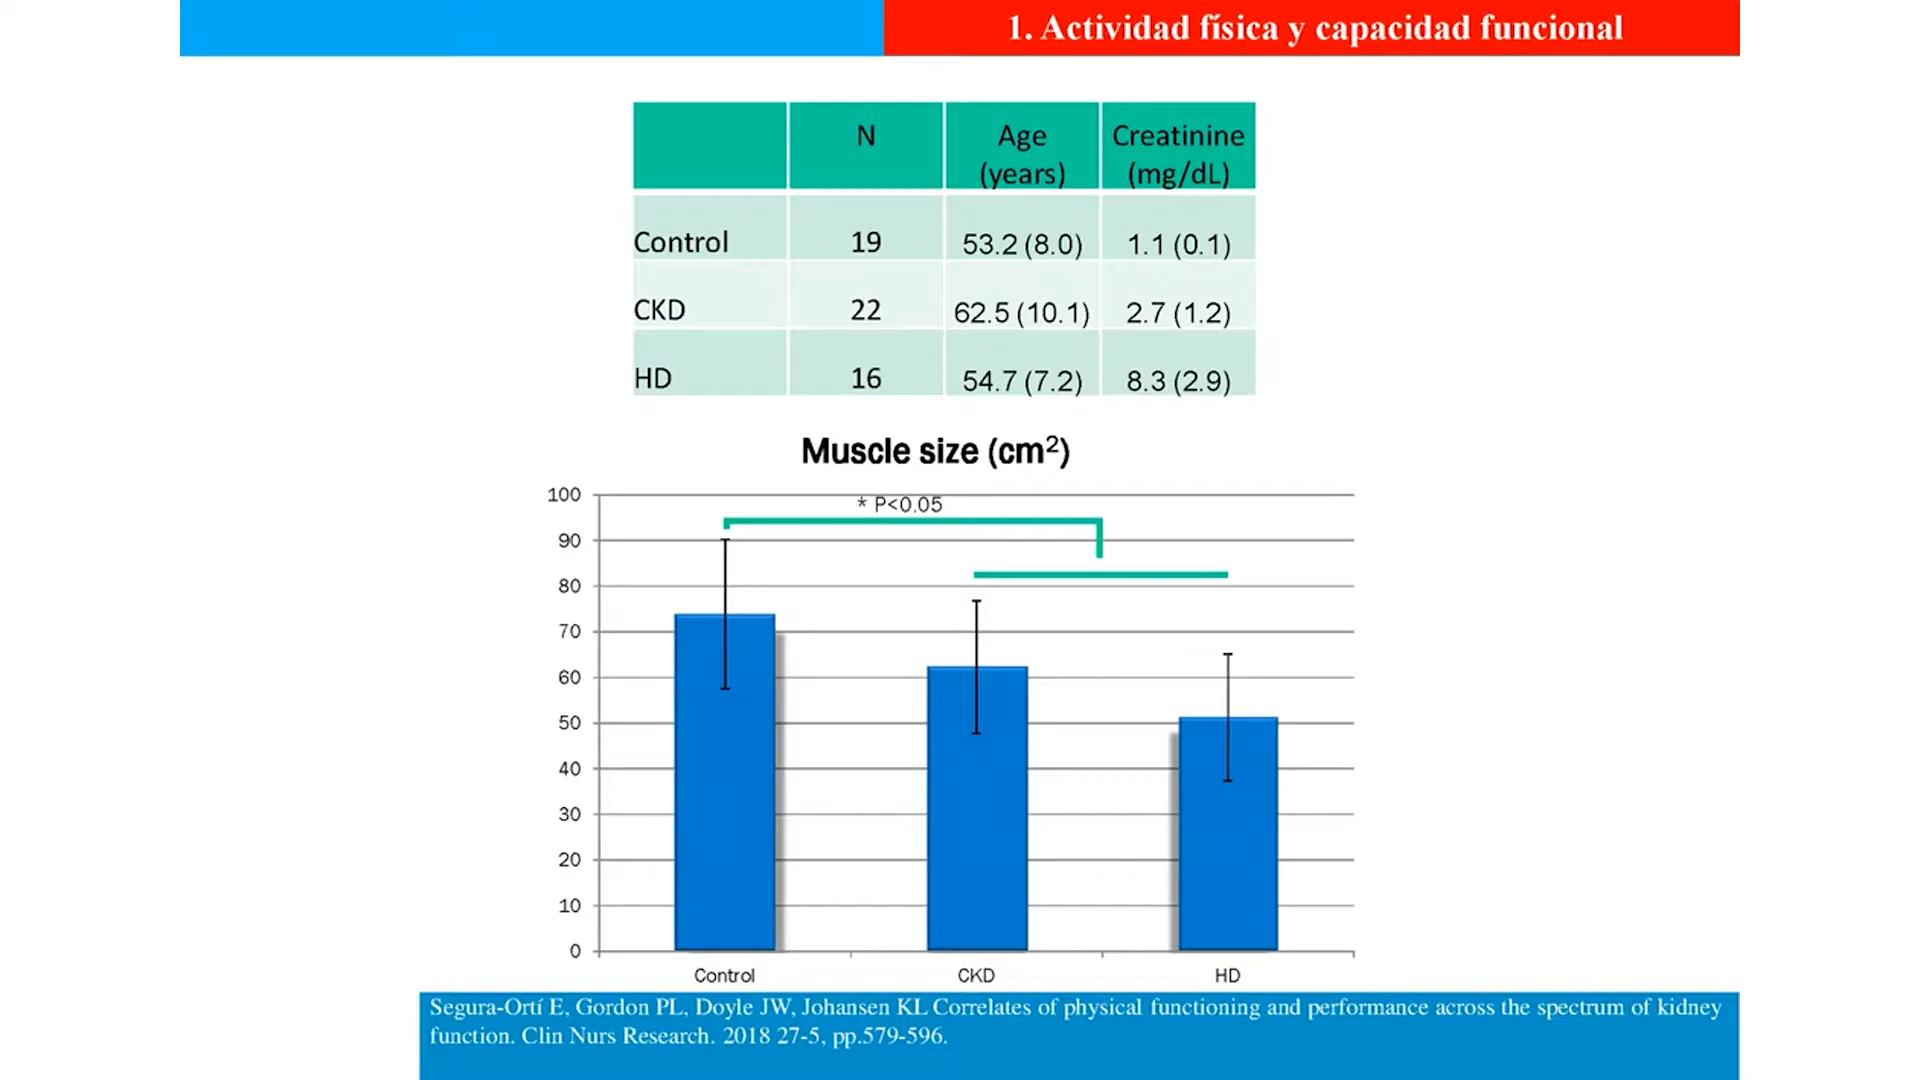 1. Actividad física y capacidad funcional
N Age Creatinine
(years) (mg/dL)
Control 19 53.2 (8.0) 1.1 (0.1)
CKD 22 62.5 (10.1) 2.7 (1.2)
HD 16 54.7 (7.2) 8.3 (2.9)
Muscle size (cm²)
100
* P<0.05
90
80
70
60
50
40
30
20
10
0
Control CKD HD
Segura-Ortí E, Gordon PL, Doyle JW, Johansen KL Correlates of physical functioning and performance across the spectrum of kidney
function. Clin Nurs Research. 2018 27-5, pp.579-596.